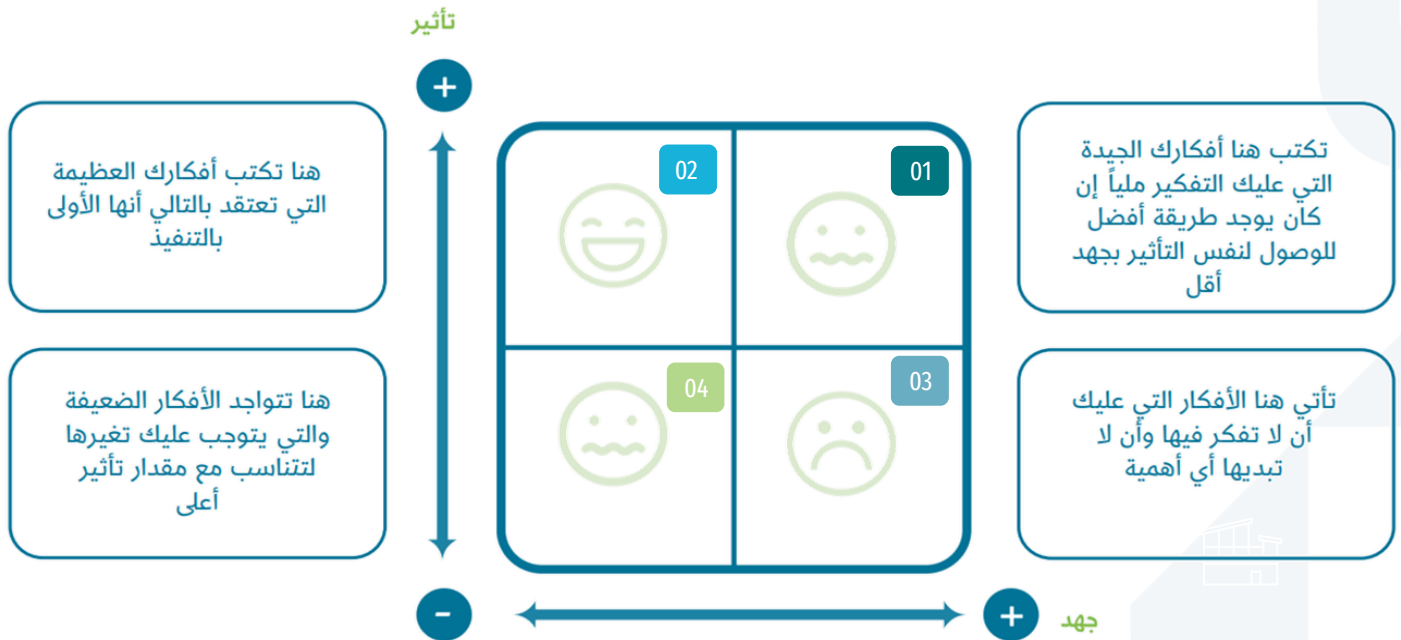 تأثير
+
تكتب هنا أفكارك الجيدة
التي عليك التفكير ملياً إن
كان يوجد طريقة أفضل
للوصول لنفس التأثير بجهد
أقل
01
02
هنا تكتب أفكارك العظيمة
التي تعتقد بالتالي أنها الأولى
بالتنفيذ
تأتي هنا الأفكار التي عليك
أن لا تفكر فيها وأن لا
تبديها أي أهمية
03
04
هنا تتواجد الأفكار الضعيفة
والتي يتوجب عليك تغيرها
لتتناسب مع مقدار تأثير
أعلى
جهد
+
-